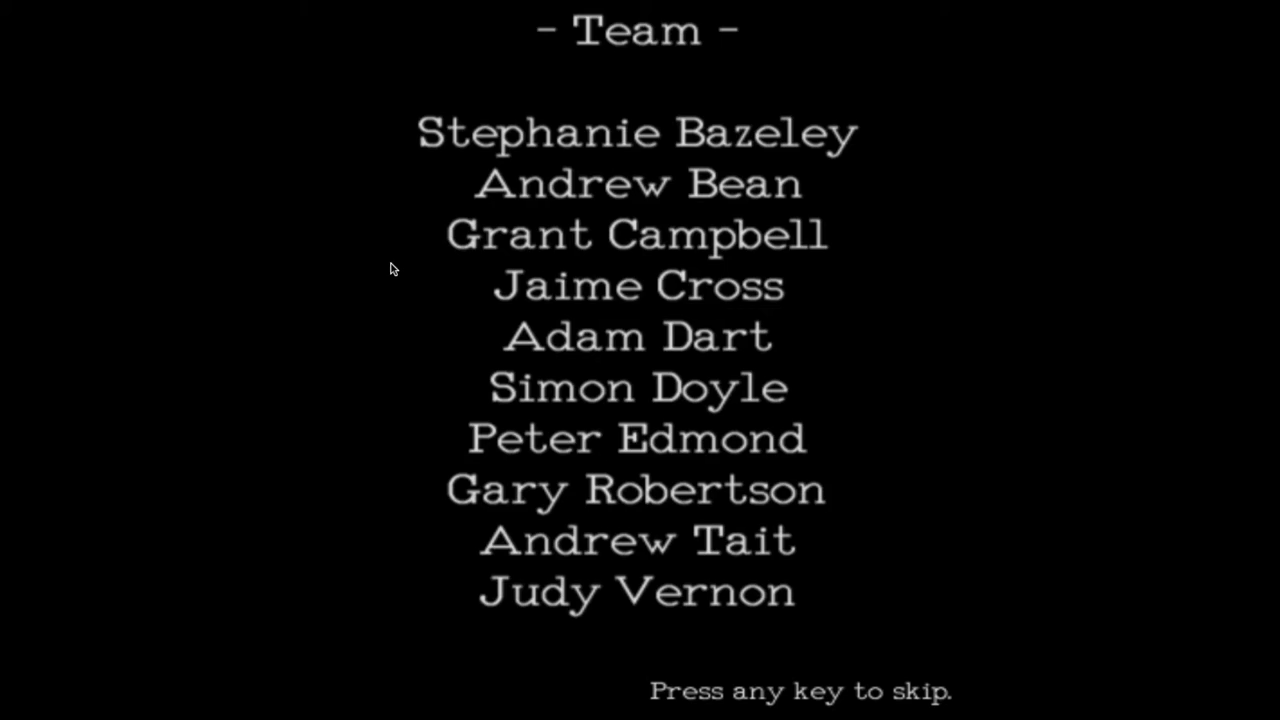 - Team -
Stephanie Bazeley
Andrew Bean
Grant Campbell
Jaime Cross
Adam Dart
Simon Doyle
Peter Edmond
Gary Robertson
Andrew Tait
Judy Vernon
Press any key to skip.